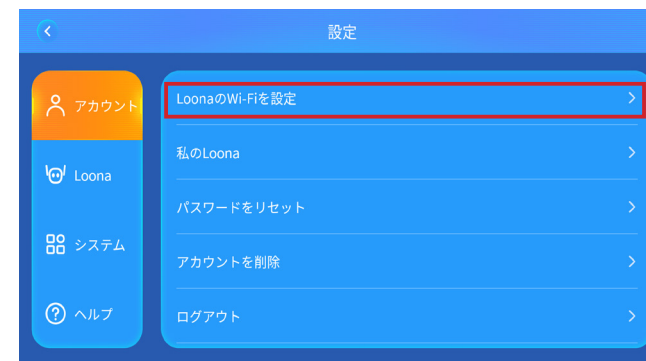 設定
アカウント
Loona
システム
ヘルプ
LoonaのWi-Fiを設定
私のLoona
パスワードをリセット
アカウントを削除
ログアウト